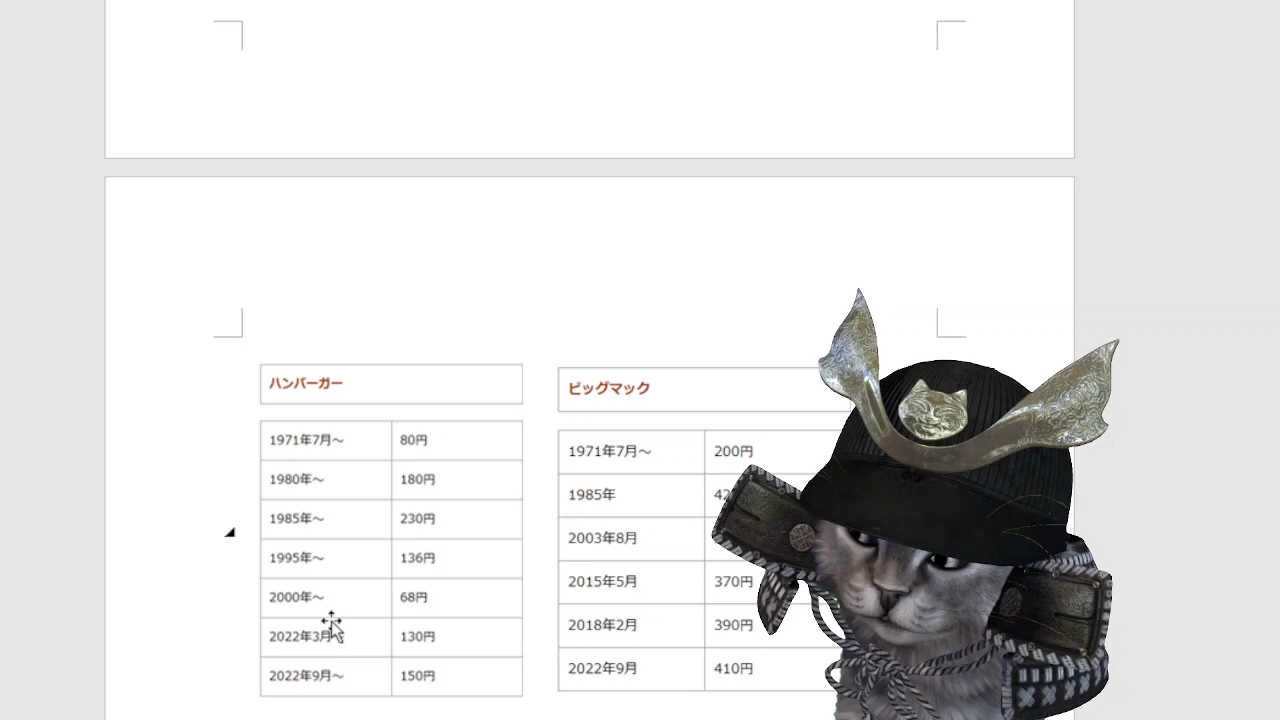 ハンバーガー
1971年7月～ 80円
1980年～ 180円
1985年～ 230円
1995年～ 136円
2000年～ 68円
2022年3月～ 130円
2022年9月～ 150円
ビッグマック
1971年7月～ 200円
1985年
2003年8月
2015年5月 370円
2018年2月 390円
2022年9月 410円